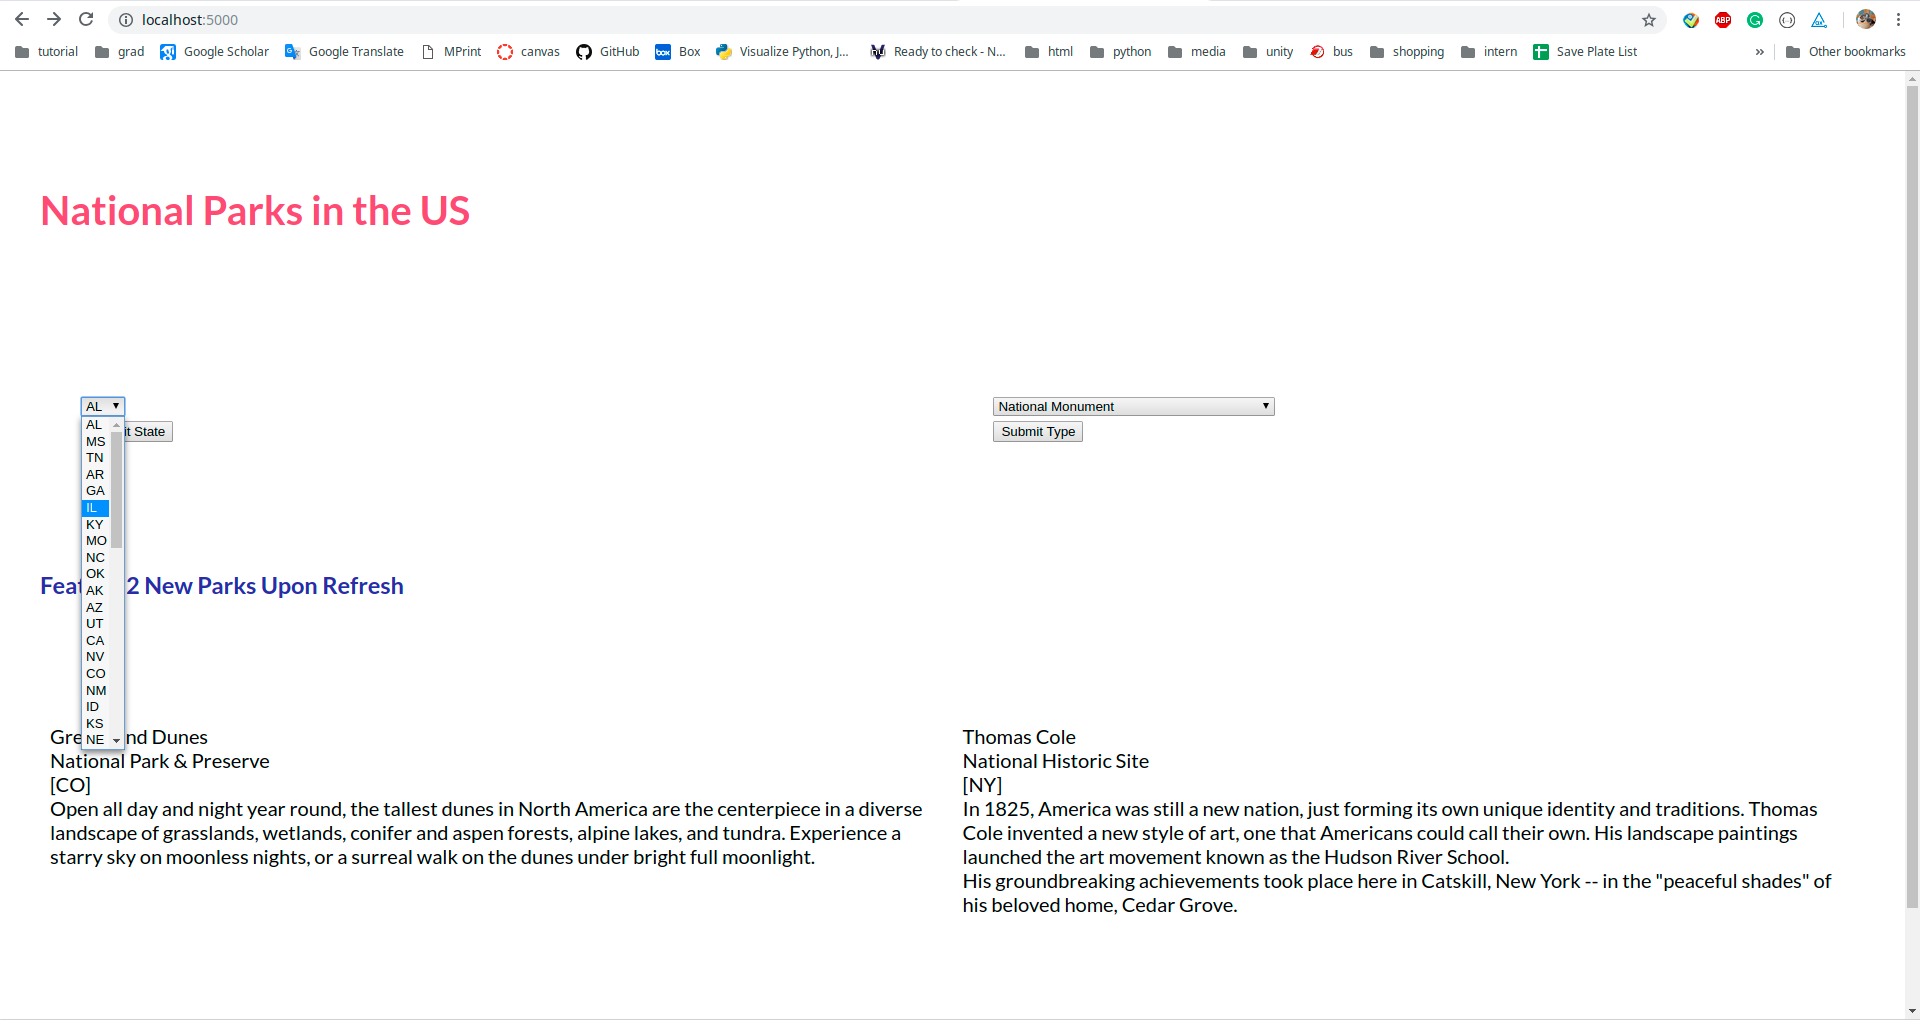 localhost:5000
tutorial grad Google Scholar Google Translate MPrint canvas GitHub Box Visualize Python, J... Ready to check - N... html python media unity bus shopping intern Save Plate List » Other bookmarks
National Parks in the US
AL National Monument
AL
it State Submit Type
MS
TN
AR
GA
IL
KY
MO
NC
OK
Feat 2 New Parks Upon Refresh
AK
AZ
UT
CA
NV
CO
NM
ID
KS
NE
Gre nd Dunes
National Park & Preserve
[CO]
Open all day and night year round, the tallest dunes in North America are the centerpiece in a diverse
landscape of grasslands, wetlands, conifer and aspen forests, alpine lakes, and tundra. Experience a
starry sky on moonless nights, or a surreal walk on the dunes under bright full moonlight.
Thomas Cole
National Historic Site
[NY]
In 1825, America was still a new nation, just forming its own unique identity and traditions. Thomas
Cole invented a new style of art, one that Americans could call their own. His landscape paintings
launched the art movement known as the Hudson River School.
His groundbreaking achievements took place here in Catskill, New York -- in the "peaceful shades" of
his beloved home, Cedar Grove.